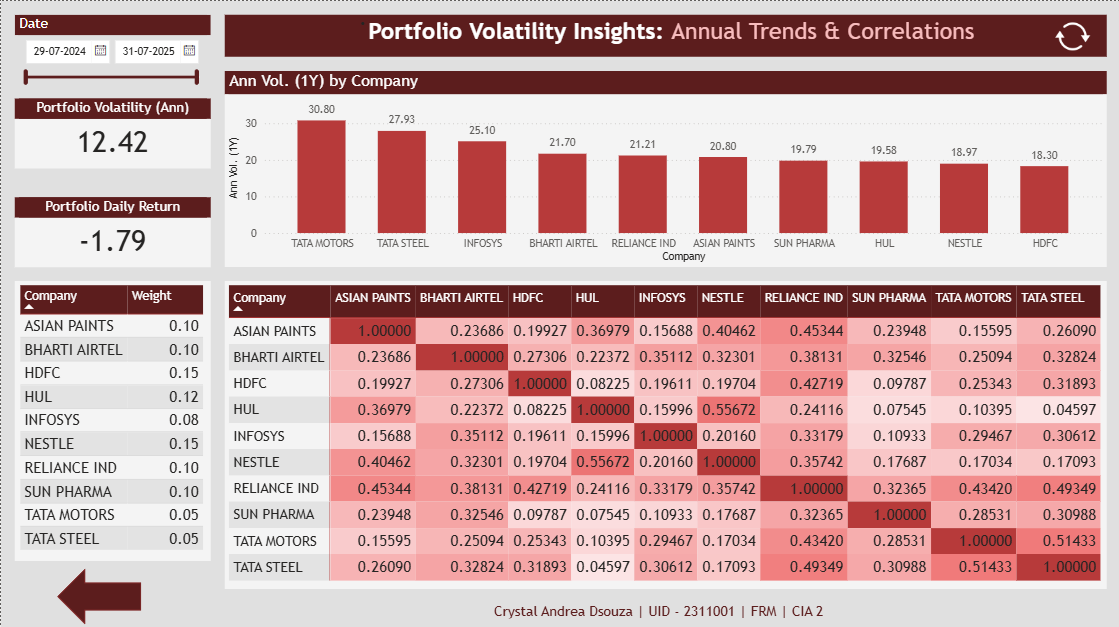 Date
29-07-2024 31-07-2025
Portfolio Volatility Insights: Annual Trends & Correlations
Portfolio Volatility (Ann)
12.42
Portfolio Daily Return
-1.79
Ann Vol. (1Y) by Company
Ann Vol. (1Y)
30
20
10
0
30.80 27.93 25.10 21.70 21.21 20.80 19.79 19.58 18.97 18.30
TATA MOTORS TATA STEEL INFOSYS BHARTI AIRTEL RELIANCE IND ASIAN PAINTS SUN PHARMA HUL NESTLE HDFC
Company
Company Weight
ASIAN PAINTS 0.10
BHARTI AIRTEL 0.10
HDFC 0.15
HUL 0.12
INFOSYS 0.08
NESTLE 0.15
RELIANCE IND 0.10
SUN PHARMA 0.10
TATA MOTORS 0.05
TATA STEEL 0.05
Company ASIAN PAINTS BHARTI AIRTEL HDFC HUL INFOSYS NESTLE RELIANCE IND SUN PHARMA TATA MOTORS TATA STEEL
ASIAN PAINTS 1.00000 0.23686 0.19927 0.36979 0.15688 0.40462 0.45344 0.23948 0.15595 0.26090
BHARTI AIRTEL 0.23686 1.00000 0.27306 0.22372 0.35112 0.32301 0.38131 0.32546 0.25094 0.32824
HDFC 0.19927 0.27306 1.00000 0.08225 0.19611 0.19704 0.42719 0.09787 0.25343 0.31893
HUL 0.36979 0.22372 0.08225 1.00000 0.15996 0.55672 0.24116 0.07545 0.10395 0.04597
INFOSYS 0.15688 0.35112 0.19611 0.15996 1.00000 0.20160 0.33179 0.10933 0.29467 0.30612
NESTLE 0.40462 0.32301 0.19704 0.55672 0.20160 1.00000 0.35742 0.17687 0.17034 0.17093
RELIANCE IND 0.45344 0.38131 0.42719 0.24116 0.33179 0.35742 1.00000 0.32365 0.43420 0.49349
SUN PHARMA 0.23948 0.32546 0.09787 0.07545 0.10933 0.17687 0.32365 1.00000 0.28531 0.30988
TATA MOTORS 0.15595 0.25094 0.25343 0.10395 0.29467 0.17034 0.43420 0.28531 1.00000 0.51433
TATA STEEL 0.26090 0.32824 0.31893 0.04597 0.30612 0.17093 0.49349 0.30988 0.51433 1.00000
Crystal Andrea Dsouza | UID - 2311001 | FRM | CIA 2